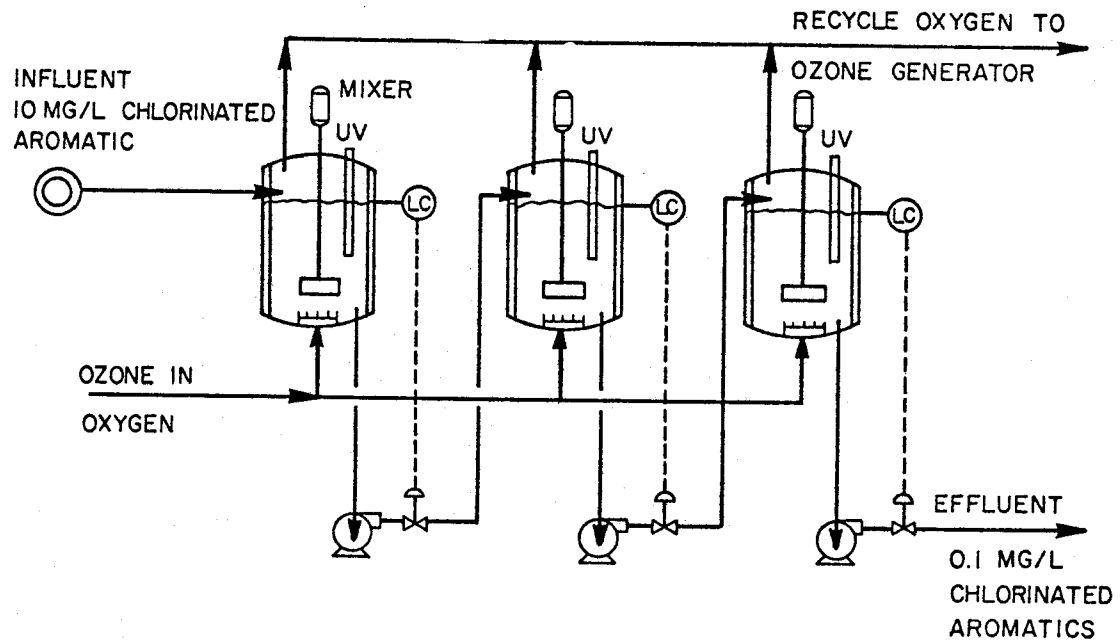 RECYCLE OXYGEN TO
OZONE GENERATOR
INFLUENT
10 MG/L CHLORINATED
AROMATIC
MIXER
UV
UV
UV
LC
LC
LC
OZONE IN
OXYGEN
EFFLUENT
0.1 MG/L
CHLORINATED
AROMATICS